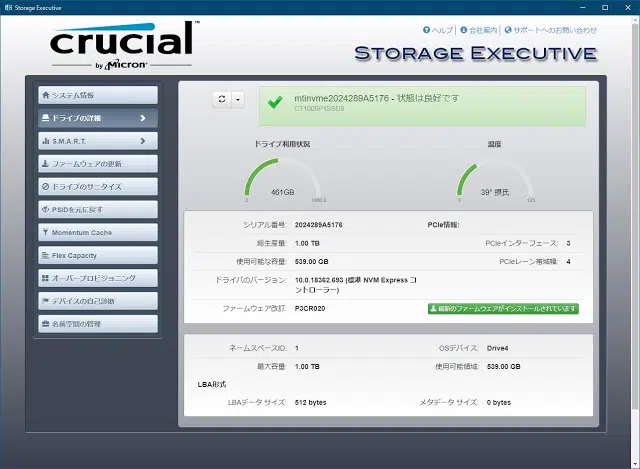 Storage Executive
crucial™
by Micron®
ヘルプ | 会社案内 | サポートへのお問い合わせ
STORAGE EXECUTIVE
システム情報
ドライブの詳細
S.M.A.R.T.
ファームウェアの更新
ドライブのサニタイズ
PSIDを元に戻す
Momentum Cache
Flex Capacity
オーバープロビジョニング
デバイスの自己診断
名前空間の管理
mtinvme2024289A5176 - 状態は良好です
CT1000P1SSD8
ドライブ利用状況
温度
461GB
0
1000.2
39° 摂氏
0
125
シリアル番号: 2024289A5176
PCIe情報:
総生産量: 1.00 TB
PCIeインターフェース: 3
使用可能な容量: 539.00 GB
PCIeレーン帯域幅: 4
ドライバのバージョン: 10.0.18362.693 (標準 NVM Express コ
ントローラー)
ファームウェア改訂: P3CR020
最新のファームウェアがインストールされています
ネームスペースID: 1
OSデバイス: Drive4
最大容量: 1.00 TB
使用可能領域: 539.00 GB
LBA形式
LBAデータ サイズ: 512 bytes
メタデータ サイズ: 0 bytes